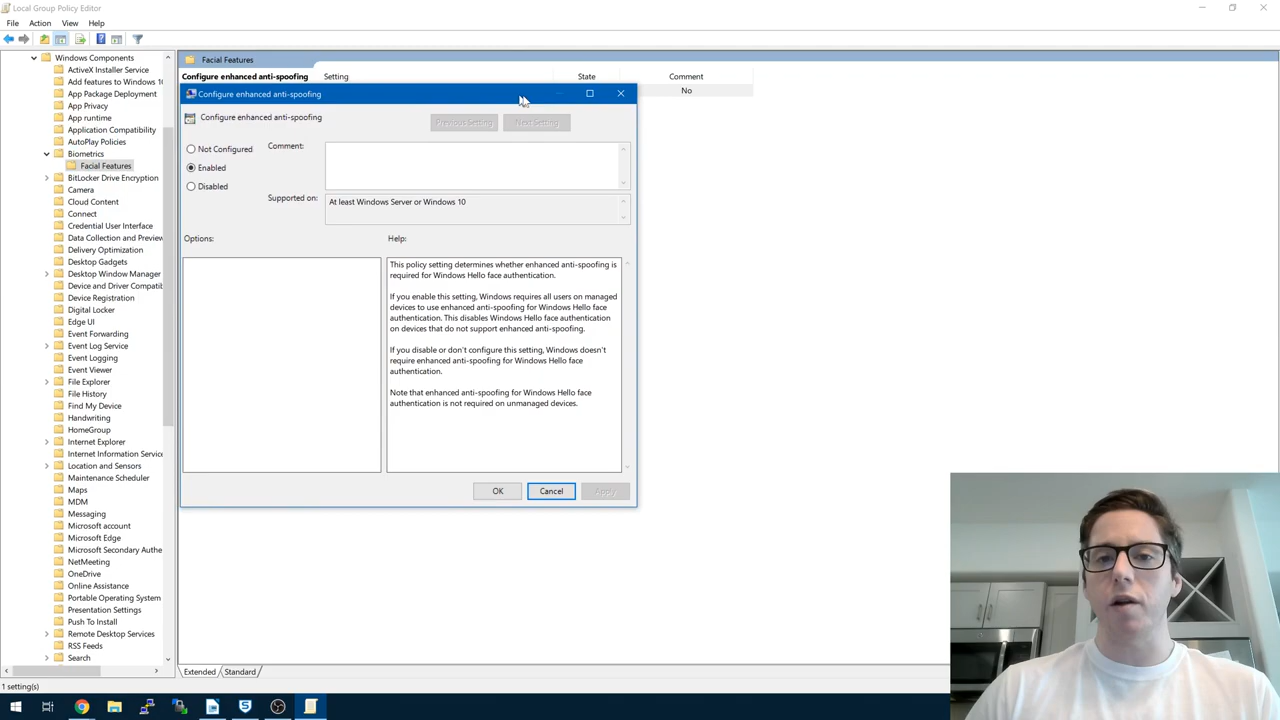 Local Group Policy Editor
File Action View Help
Windows Components
ActiveX Installer Service
Add features to Windows 10
App Privacy
App Package Deployment
App runtime
Application Compatibility
AutoPlay Policies
Biometrics
Facial Features
BitLocker Drive Encryption
Camera
Cloud Content
Connect
Credential User Interface
Data Collection and Preview
Delivery Optimization
Desktop Gadgets
Desktop Window Manager
Device and Driver Compatib
Device Registration
Digital Locker
Edge UI
Event Forwarding
Event Log Service
Event Logging
Event Viewer
File Explorer
File History
Find My Device
Handwriting
HomeGroup
Internet Explorer
Internet Information Service
Location and Sensors
Maintenance Scheduler
Maps
MDM
Messaging
Microsoft account
Microsoft Edge
Microsoft Secondary Authe
NetMeeting
OneDrive
Online Assistance
Portable Operating System
Presentation Settings
Push To Install
Remote Desktop Services
RSS Feeds
Search
Facial Features
Configure enhanced anti-spoofing
Setting State Comment
No
Configure enhanced anti-spoofing
Configure enhanced anti-spoofing
Previous Setting Next Setting
Not Configured
Enabled
Disabled
Comment:
Supported on:
At least Windows Server or Windows 10
Options:
Help:
This policy setting determines whether enhanced anti-spoofing is
required for Windows Hello face authentication.
If you enable this setting, Windows requires all users on managed
devices to use enhanced anti-spoofing for Windows Hello face
authentication. This disables Windows Hello face authentication
on devices that do not support enhanced anti-spoofing.
If you disable or don't configure this setting, Windows doesn't
require enhanced anti-spoofing for Windows Hello face
authentication.
Note that enhanced anti-spoofing for Windows Hello face
authentication is not required on unmanaged devices.
OK Cancel Apply
Extended Standard
1 setting(s)